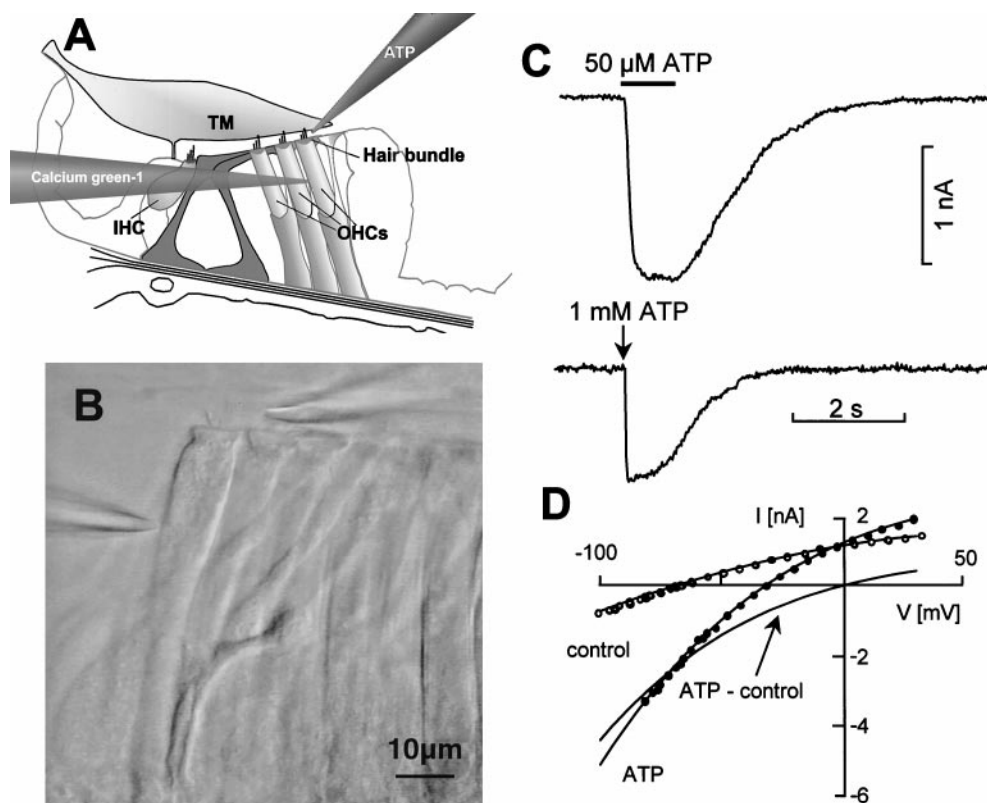 A
ATP
TM
Hair bundle
Calcium green-1
IHC
OHCs
B
10µm
C
50 µM ATP
1 nA
1 mM ATP
2 s
D
I [nA]
2
-100
50
V [mV]
control
-2
ATP - control
-4
ATP
-6